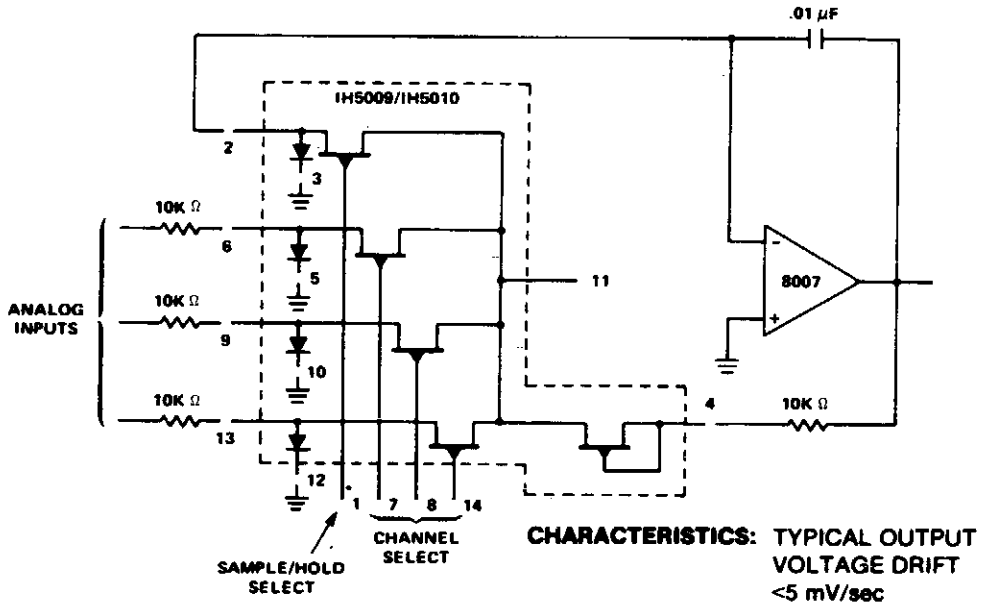 .01 µF
IH5009/IH5010
2
3
10K Ω
6
5
11
8007
-
+
ANALOG
INPUTS
10K Ω
9
10
10K Ω
13
12
4
10K Ω
1
7
8
14
SAMPLE/HOLD
SELECT
CHANNEL
SELECT
CHARACTERISTICS: TYPICAL OUTPUT
VOLTAGE DRIFT
<5 mV/sec